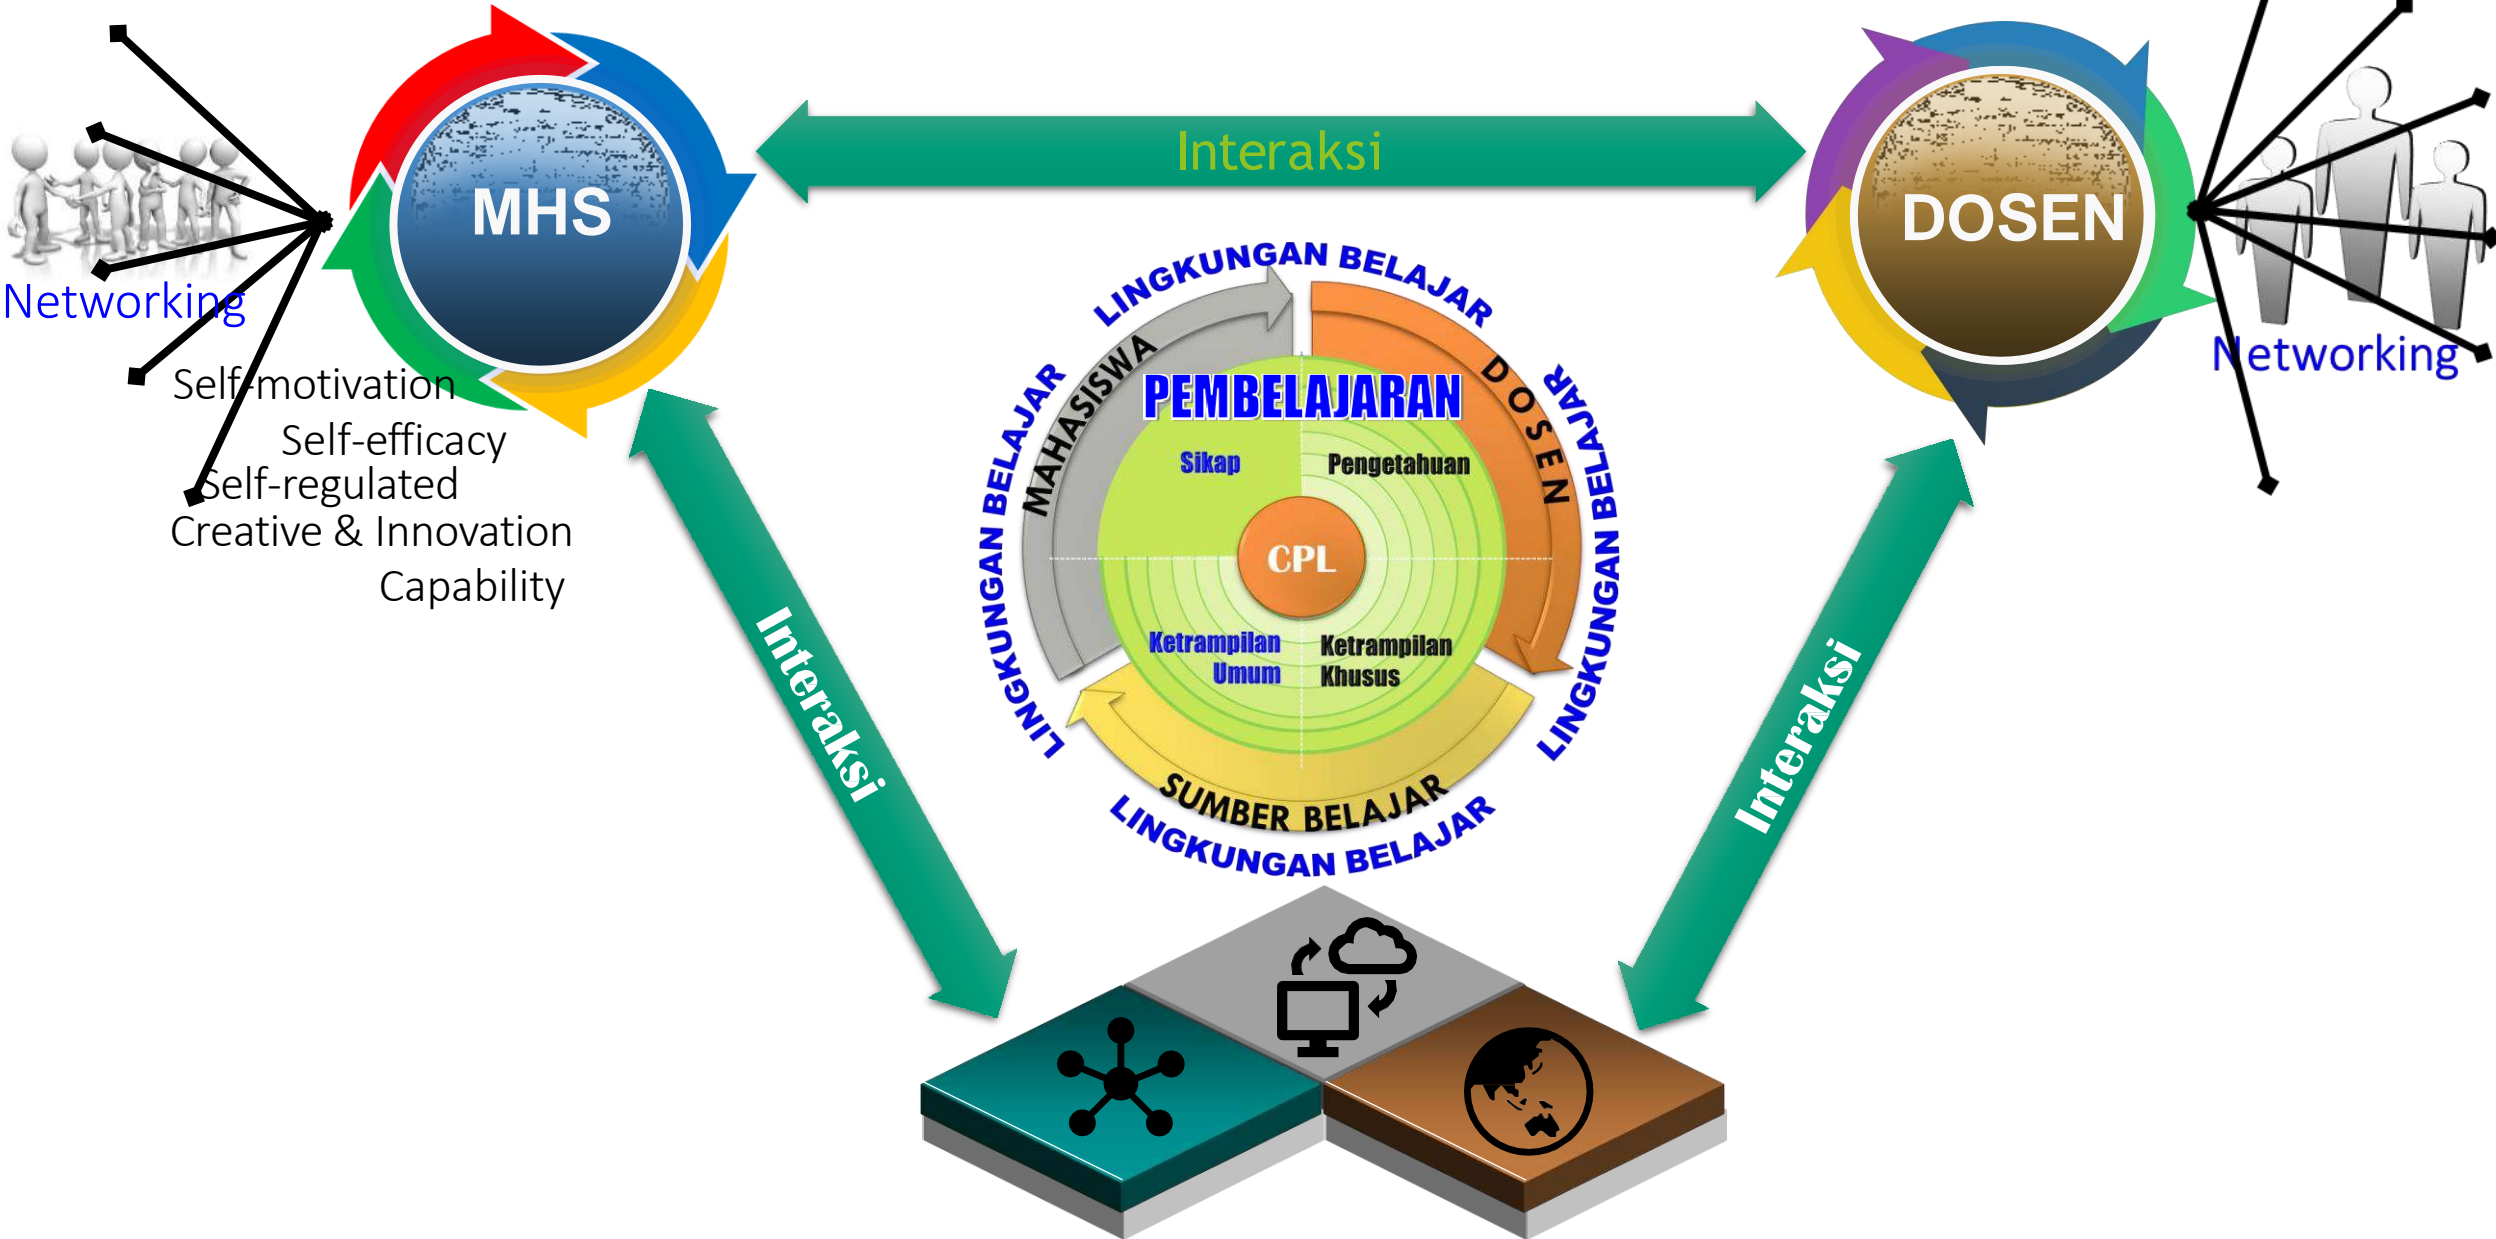 MHS
Interaksi
DOSEN
Networking
Networking
Self-motivation
Self-efficacy
Self-regulated
Creative & Innovation
Capability
LINGKUNGAN BELAJAR
LINGKUNGAN BELAJAR
LINGKUNGAN BELAJAR
LINGKUNGAN BELAJAR
MAHASISWA
DOSEN
SUMBER BELAJAR
PEMBELAJARAN
Sikap
Pengetahuan
CPL
Ketrampilan
Umum
Ketrampilan
Khusus
Interaksi
Interaksi